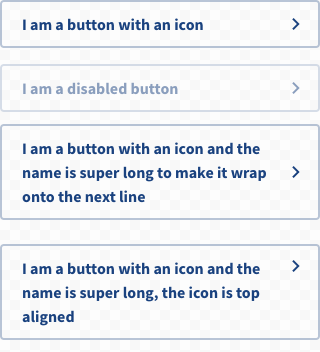 I am a button with an icon
I am a disabled button
I am a button with an icon and the
name is super long to make it wrap
onto the next line
I am a button with an icon and the
name is super long, the icon is top
aligned